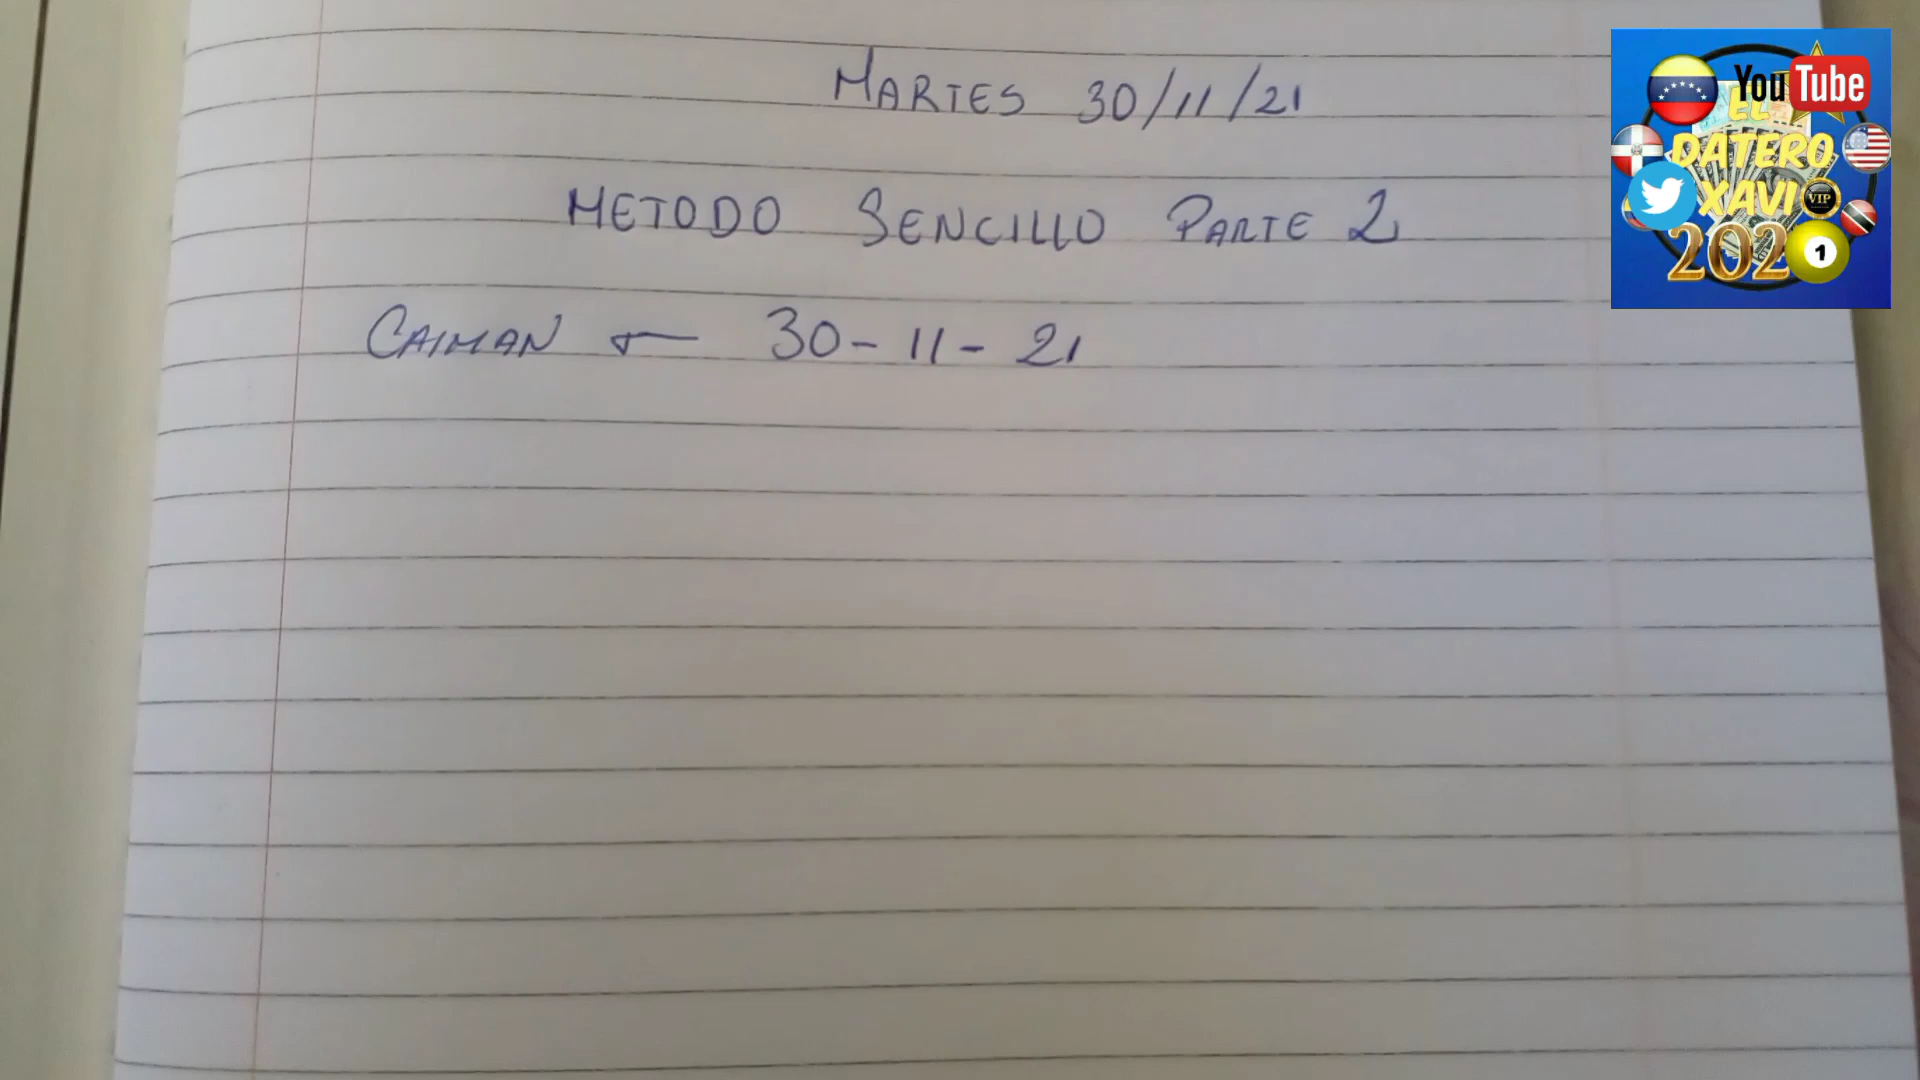 MARTES 30/11/21
METODO SENCILLO PARTE 2
CAIMAN - 30-11-21
YouTube
EL
DATERO
XAVI VIP
202 1